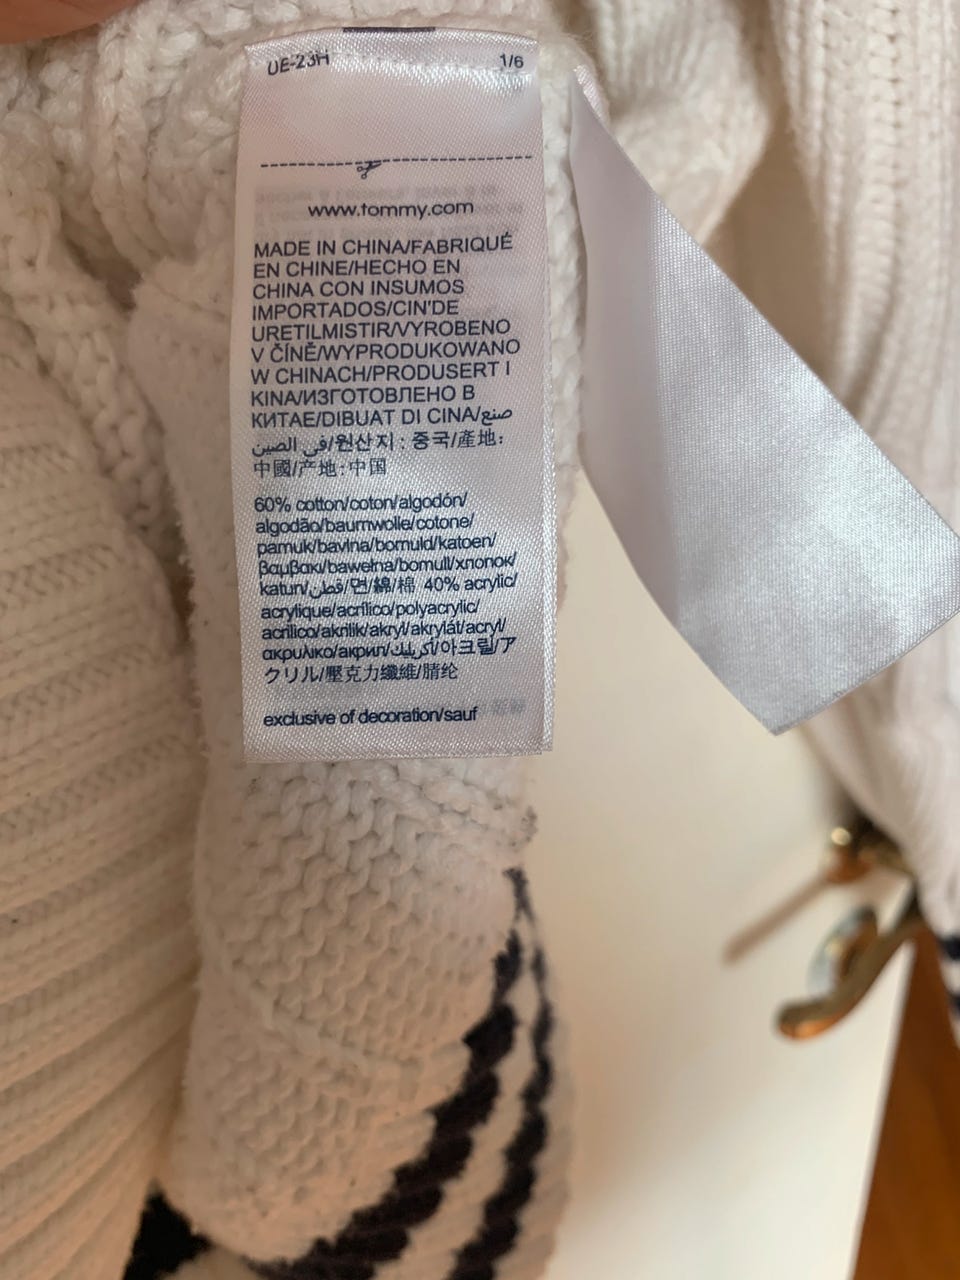 UE-23H 1/6
www.tommy.com
MADE IN CHINA/FABRIQUÉ
EN CHINE/HECHO EN
CHINA CON INSUMOS
IMPORTADOS/CIN'DE
URETILMISTIR/VYROBENO
V ČÍNĚ/WYPRODUKOWANO
W CHINACH/PRODUSERT I
KINA/ИЗГОТОВЛЕНО В
КИТАЕ/DIBUAT DI CINA/صنع
في الصين/원산지 : 중국/產地:
中國/产地:中国
60% cotton/coton/algodón/
algodão/baumwolle/cotone/
pamuk/bavlna/bomuld/katoen/
βαμβακι/bawełna/bomull/хлопок/
katun/قطن/면/綿/棉 40% acrylic/
acrylique/acrílico/polyacrylic/
acrilico/akrilik/akryl/akrylát/acryl/
ακρυλικο/акрил/أكريليك/아크릴/ア
クリル/壓克力纖維/腈纶
exclusive of decoration/sauf